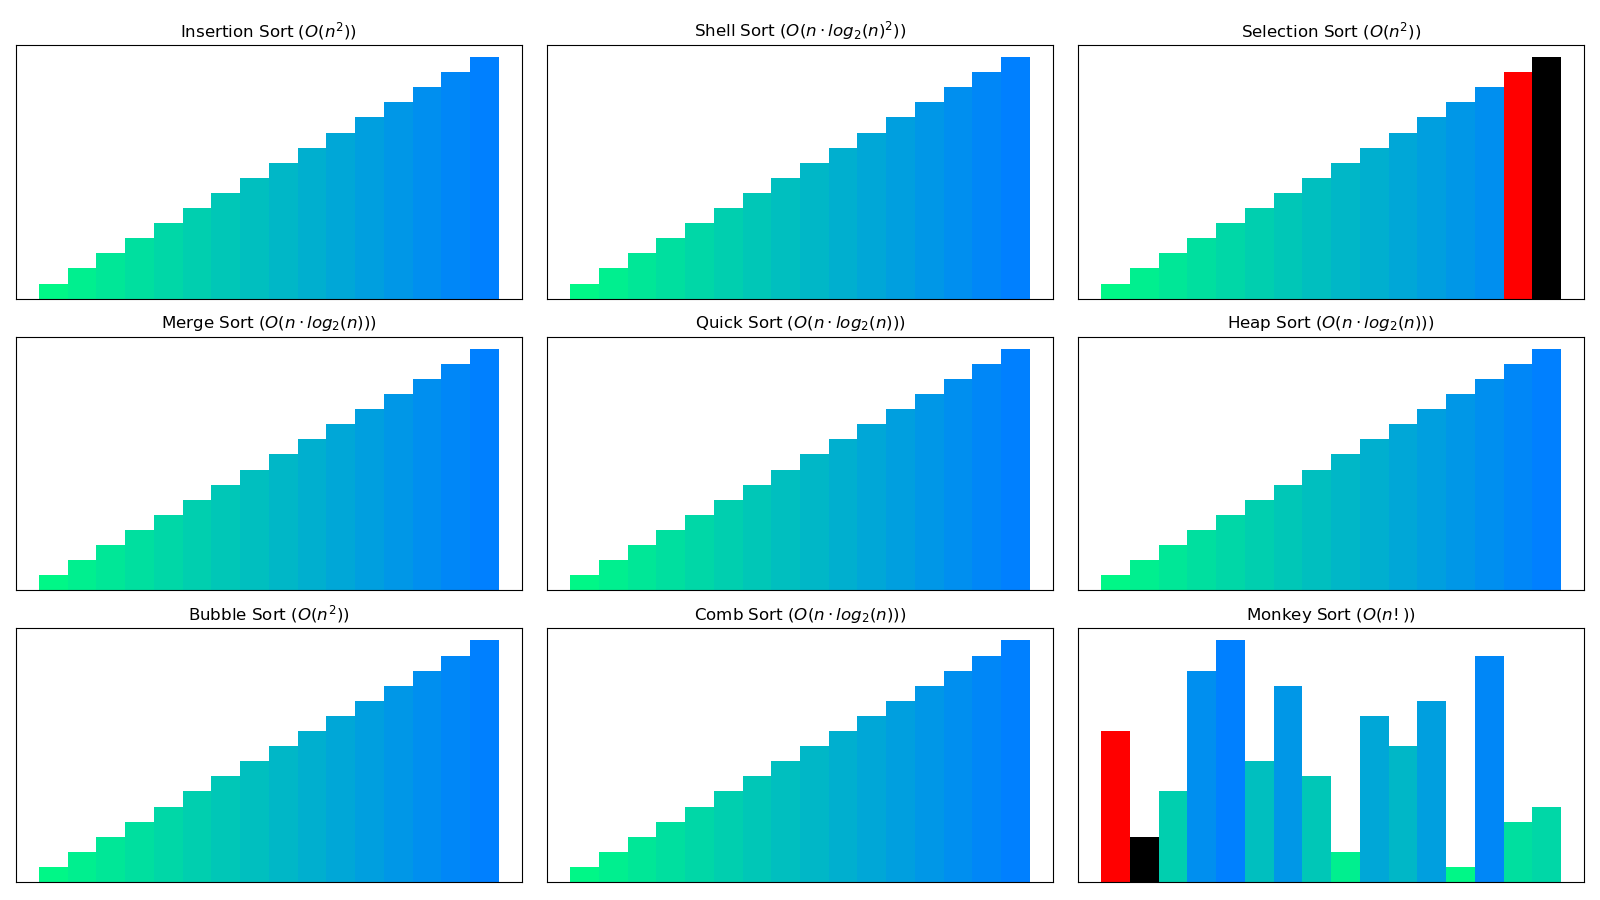 Insertion Sort (O(n²))
Shell Sort (O(n · log₂(n)²))
Selection Sort (O(n²))
Merge Sort (O(n · log₂(n)))
Quick Sort (O(n · log₂(n)))
Heap Sort (O(n · log₂(n)))
Bubble Sort (O(n²))
Comb Sort (O(n · log₂(n)))
Monkey Sort (O(n!))